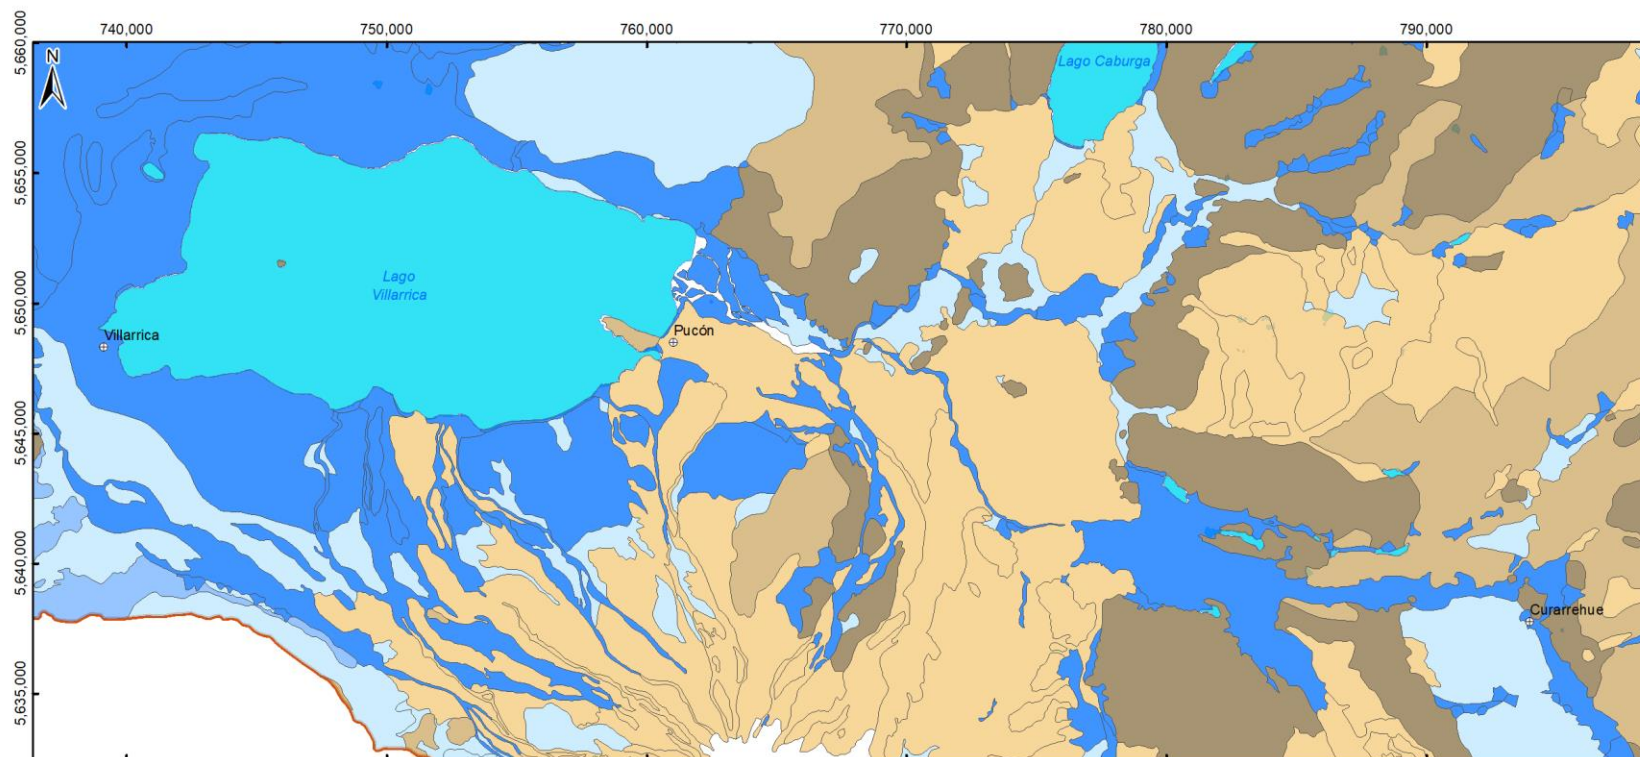 740,000 750,000 760,000 770,000 780,000 790,000
5,660,000
N
Lago Caburga
5,655,000
Lago
Villarrica
5,650,000
Pucón
Villarrica
5,645,000
5,640,000
Curarrehue
5,635,000